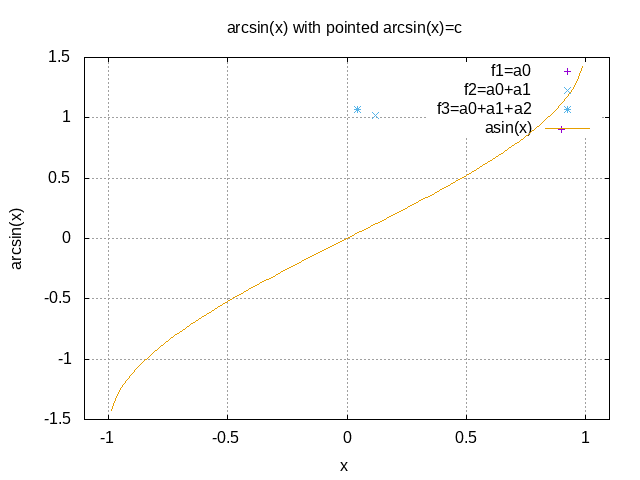 arcsin(x) with pointed arcsin(x)=c
1.5
1
0.5
0
-0.5
-1
-1.5
arcsin(x)
f1=a0
f2=a0+a1
f3=a0+a1+a2
asin(x)
-1 -0.5 0 0.5 1
x